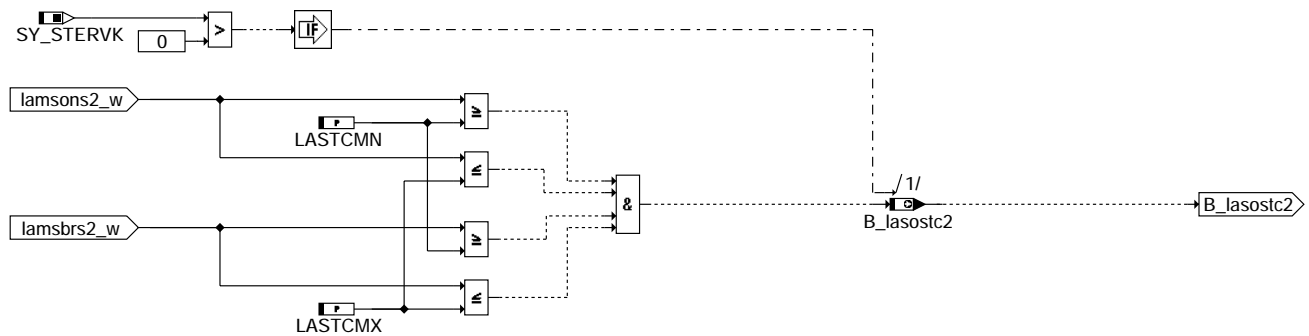 SY_STERVK
0
>
IF
lamsons2_w
≥
P
LASTCMN
≤
/1/
&
B_lasostc2
B_lasostc2
lamsbrs2_w
≥
≤
P
LASTCMX